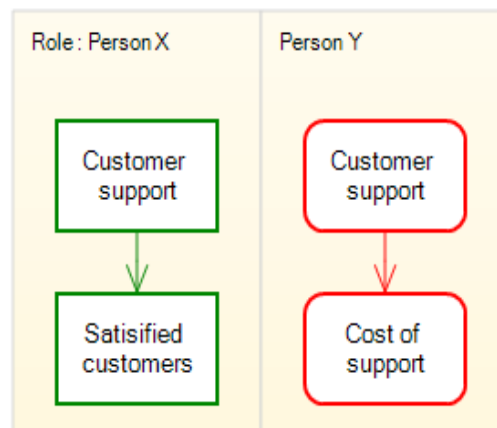 Role : Person X
Person Y
Customer
support
Customer
support
Satisified
customers
Cost of
support